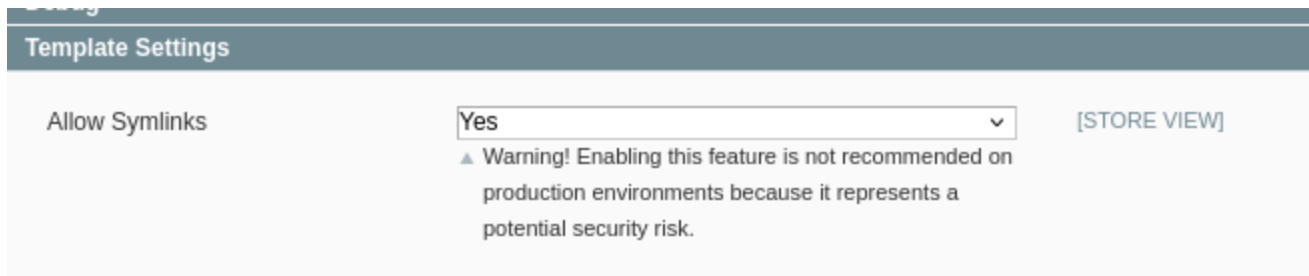 Debug
Template Settings
Allow Symlinks
Yes
[STORE VIEW]
Warning! Enabling this feature is not recommended on
production environments because it represents a
potential security risk.